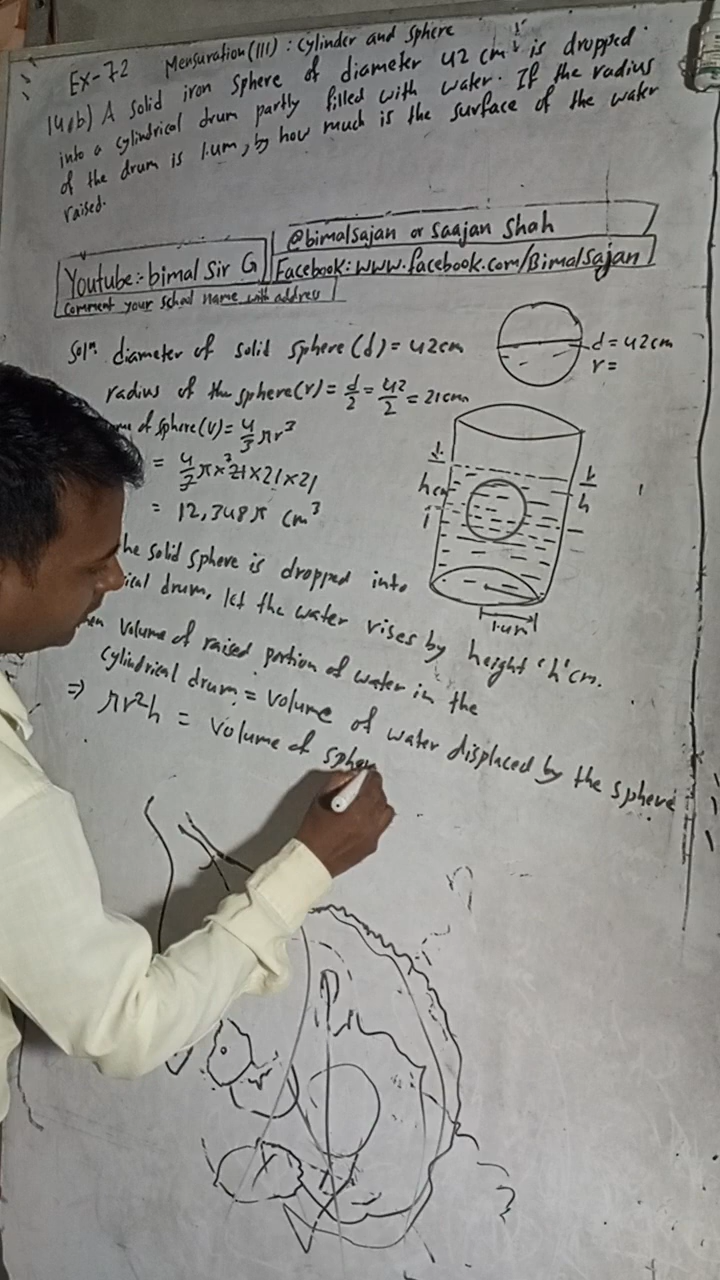 Ex-7.2 Mensuration (III) : Cylinder and sphere
14.b) A solid iron sphere of diameter 42 cm is dropped
into a cylindrical drum partly filled with water. If the radius
of the drum is 1.4m, by how much is the surface of the water
raised.
Youtube:- bimal Sir G
@bimalsajan or Saajan Shah
Facebook: www.facebook.com/Bimalsajan
Comment your school name with address
Solⁿ diameter of solid sphere (d) = 42cm
d = 42cm
r =
radius of the sphere(r) = d/2 = 42/2 = 21cm
of sphere(v) = 4/3 πr³
= 4/3 π×21×21×21
= 12,348π cm³
h
1.4m
the solid sphere is dropped into
ical drum. let the water rises by height 'h' cm.
Volume of raised portion of water in the
cylindrical drum = volume of water displaced by the sphere
⇒ πr²h = volume of spher